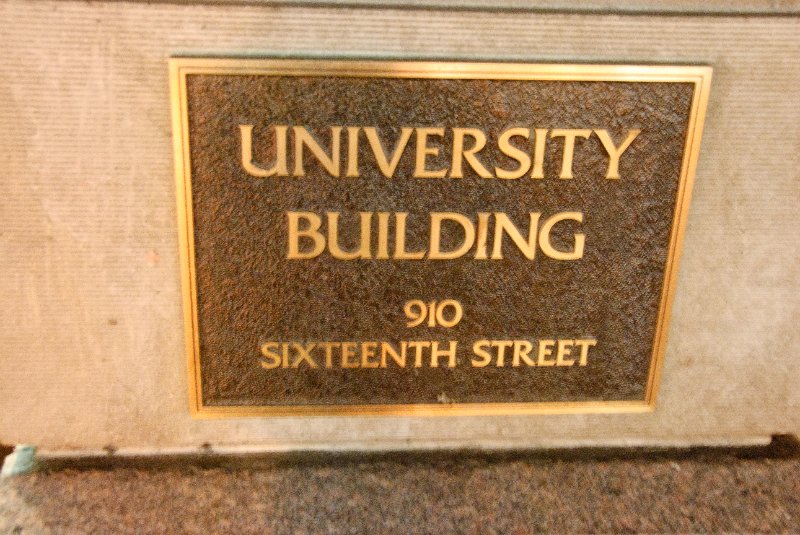 UNIVERSITY
BUILDING
910
SIXTEENTH STREET